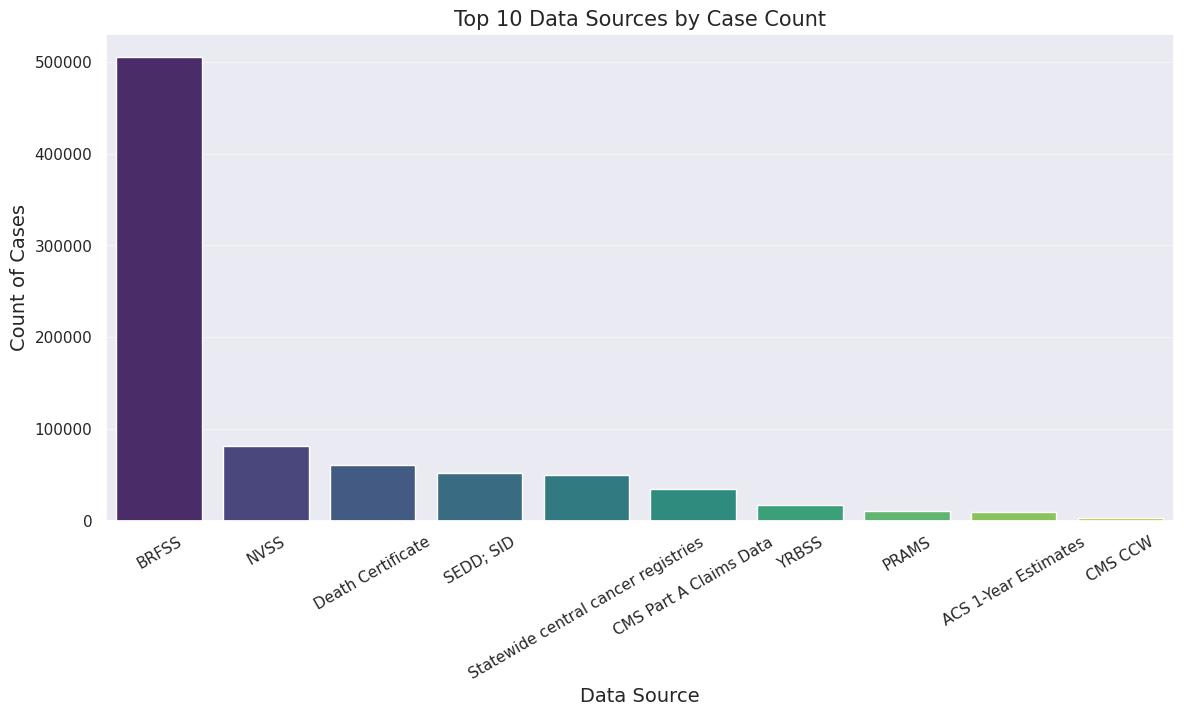 Top 10 Data Sources by Case Count
Count of Cases
500000
400000
300000
200000
100000
0
BRFSS
NVSS
Death Certificate
SEDD; SID
Statewide central cancer registries
CMS Part A Claims Data
YRBSS
PRAMS
ACS 1-Year Estimates
CMS CCW
Data Source